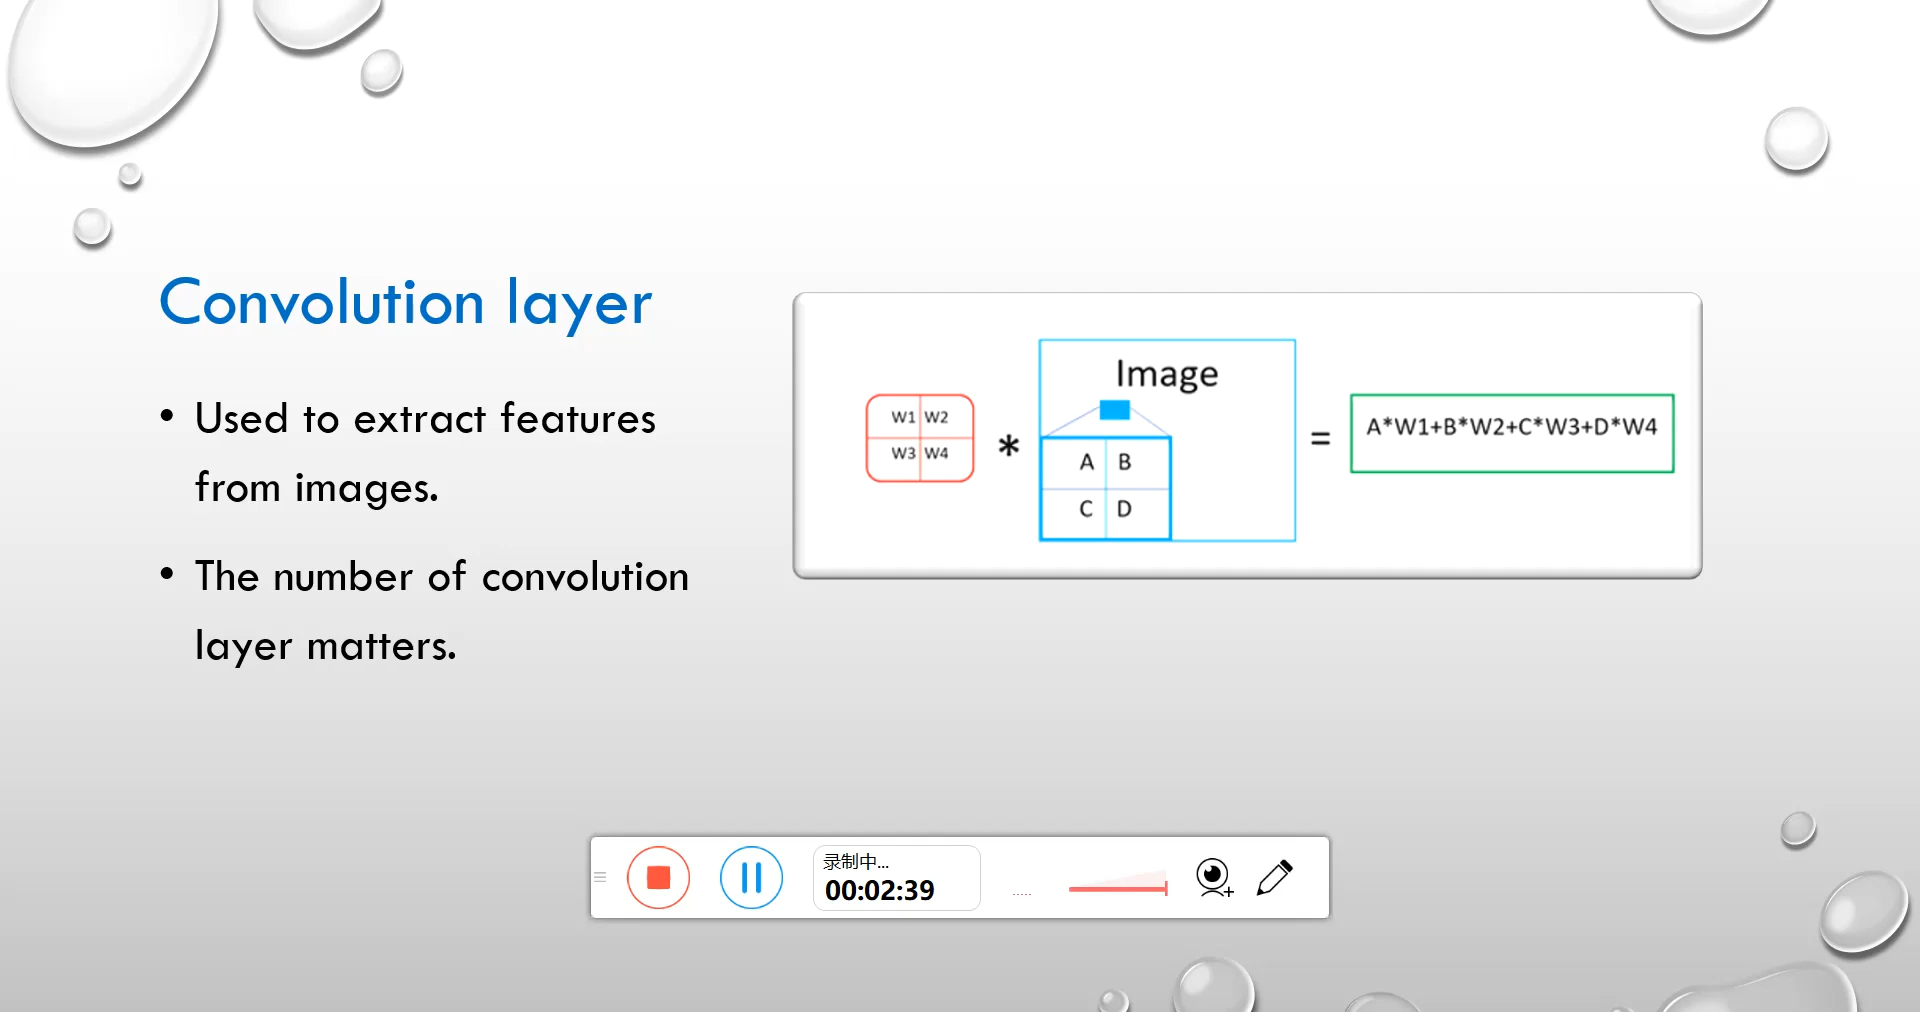 Convolution layer
• Used to extract features
from images.
• The number of convolution
layer matters.
Image
W1 W2
W3 W4
*
A B
C D
=
A*W1+B*W2+C*W3+D*W4
录制中...
00:02:39